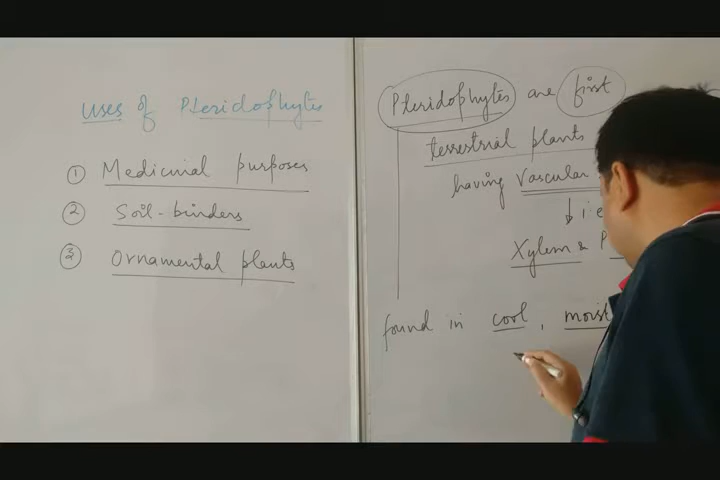 Uses of Pteridophytes
① Medicinal purposes
② Soil-binders
③ Ornamental plants
Pteridophytes are first
terrestrial plants
having Vascular
↓ i.e
Xylem & P
found in cool, moist